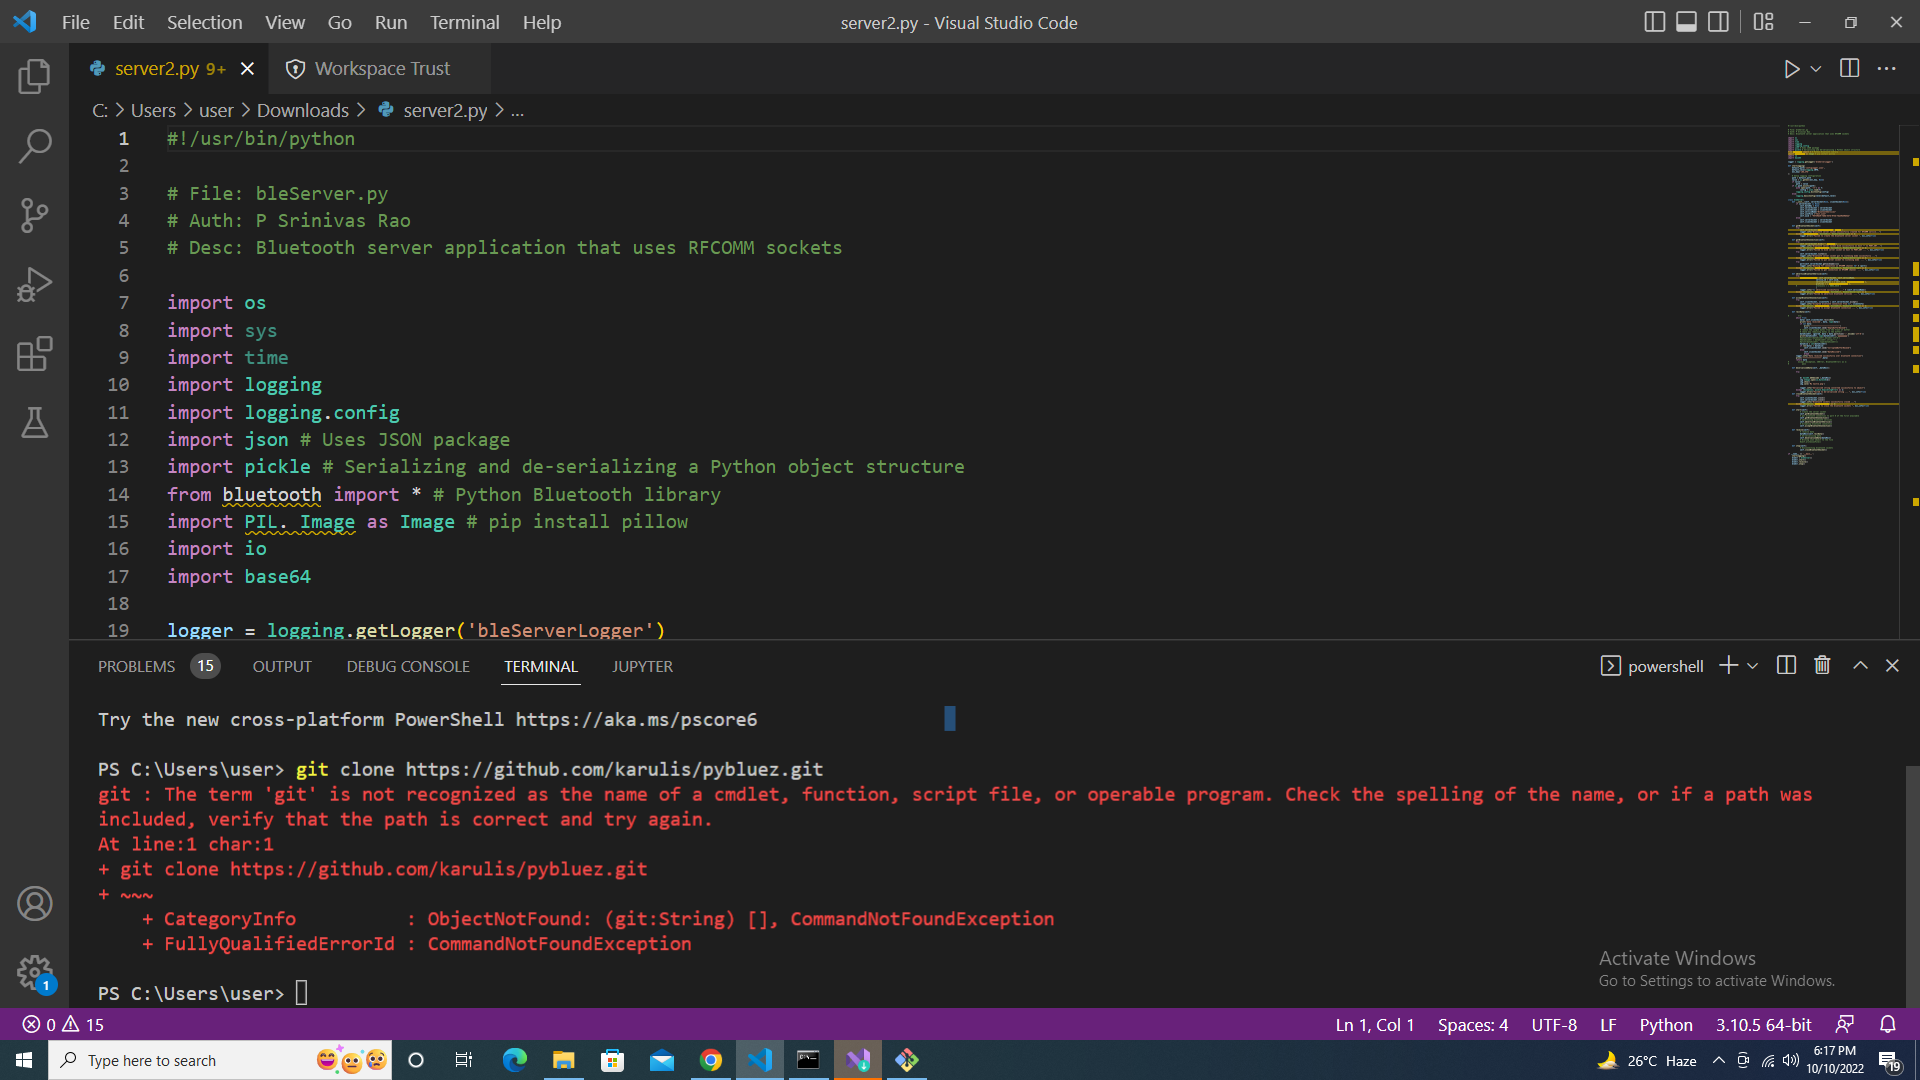 File Edit Selection View Go Run Terminal Help
server2.py - Visual Studio Code
server2.py 9+
Workspace Trust
C: > Users > user > Downloads > server2.py > ...
1 #!/usr/bin/python
2
3 # File: bleServer.py
4 # Auth: P Srinivas Rao
5 # Desc: Bluetooth server application that uses RFCOMM sockets
6
7 import os
8 import sys
9 import time
10 import logging
11 import logging.config
12 import json # Uses JSON package
13 import pickle # Serializing and de-serializing a Python object structure
14 from bluetooth import * # Python Bluetooth library
15 import PIL. Image as Image # pip install pillow
16 import io
17 import base64
18
19 logger = logging.getLogger('bleServerLogger')
PROBLEMS 15 OUTPUT DEBUG CONSOLE TERMINAL JUPYTER
powershell
Try the new cross-platform PowerShell https://aka.ms/pscore6
PS C:\Users\user> git clone https://github.com/karulis/pybluez.git
git : The term 'git' is not recognized as the name of a cmdlet, function, script file, or operable program. Check the spelling of the name, or if a path was
included, verify that the path is correct and try again.
At line:1 char:1
+ git clone https://github.com/karulis/pybluez.git
+ ~~~
+ CategoryInfo : ObjectNotFound: (git:String) [], CommandNotFoundException
+ FullyQualifiedErrorId : CommandNotFoundException
PS C:\Users\user>
Activate Windows
Go to Settings to activate Windows.
1
0 15
Ln 1, Col 1 Spaces: 4 UTF-8 LF Python 3.10.5 64-bit
Type here to search
26°C Haze
6:17 PM
10/10/2022
19